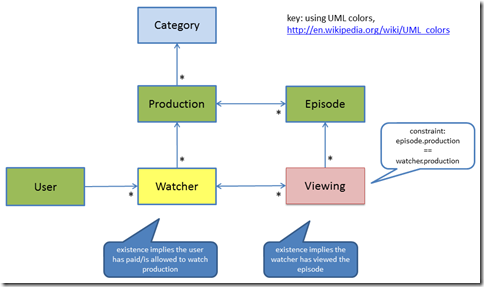 Category
key: using UML colors,
http://en.wikipedia.org/wiki/UML_colors
*
Production
*
Episode
*
*
constraint:
episode.production
==
watcher.production
User
*
Watcher
*
Viewing
existence implies the user
has paid/is allowed to watch
production
existence implies the
watcher has viewed the
episode